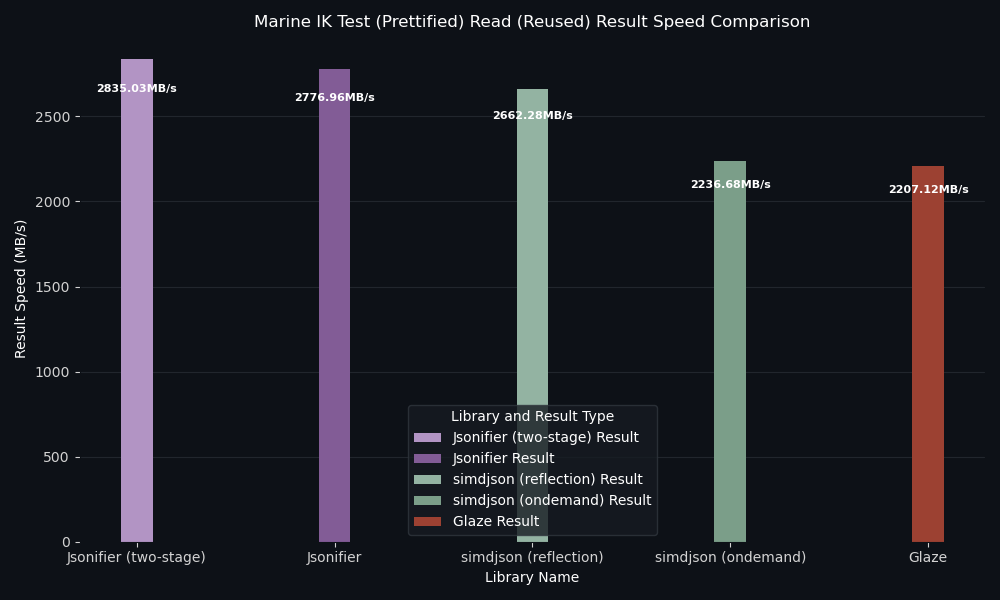 Marine IK Test (Prettified) Read (Reused) Result Speed Comparison
2835.03MB/s
2776.96MB/s
2662.28MB/s
2236.68MB/s
2207.12MB/s
Result Speed (MB/s)
2500
2000
1500
1000
500
0
Library and Result Type
Jsonifier (two-stage) Result
Jsonifier Result
simdjson (reflection) Result
simdjson (ondemand) Result
Glaze Result
Jsonifier (two-stage)
Jsonifier
simdjson (reflection)
simdjson (ondemand)
Glaze
Library Name